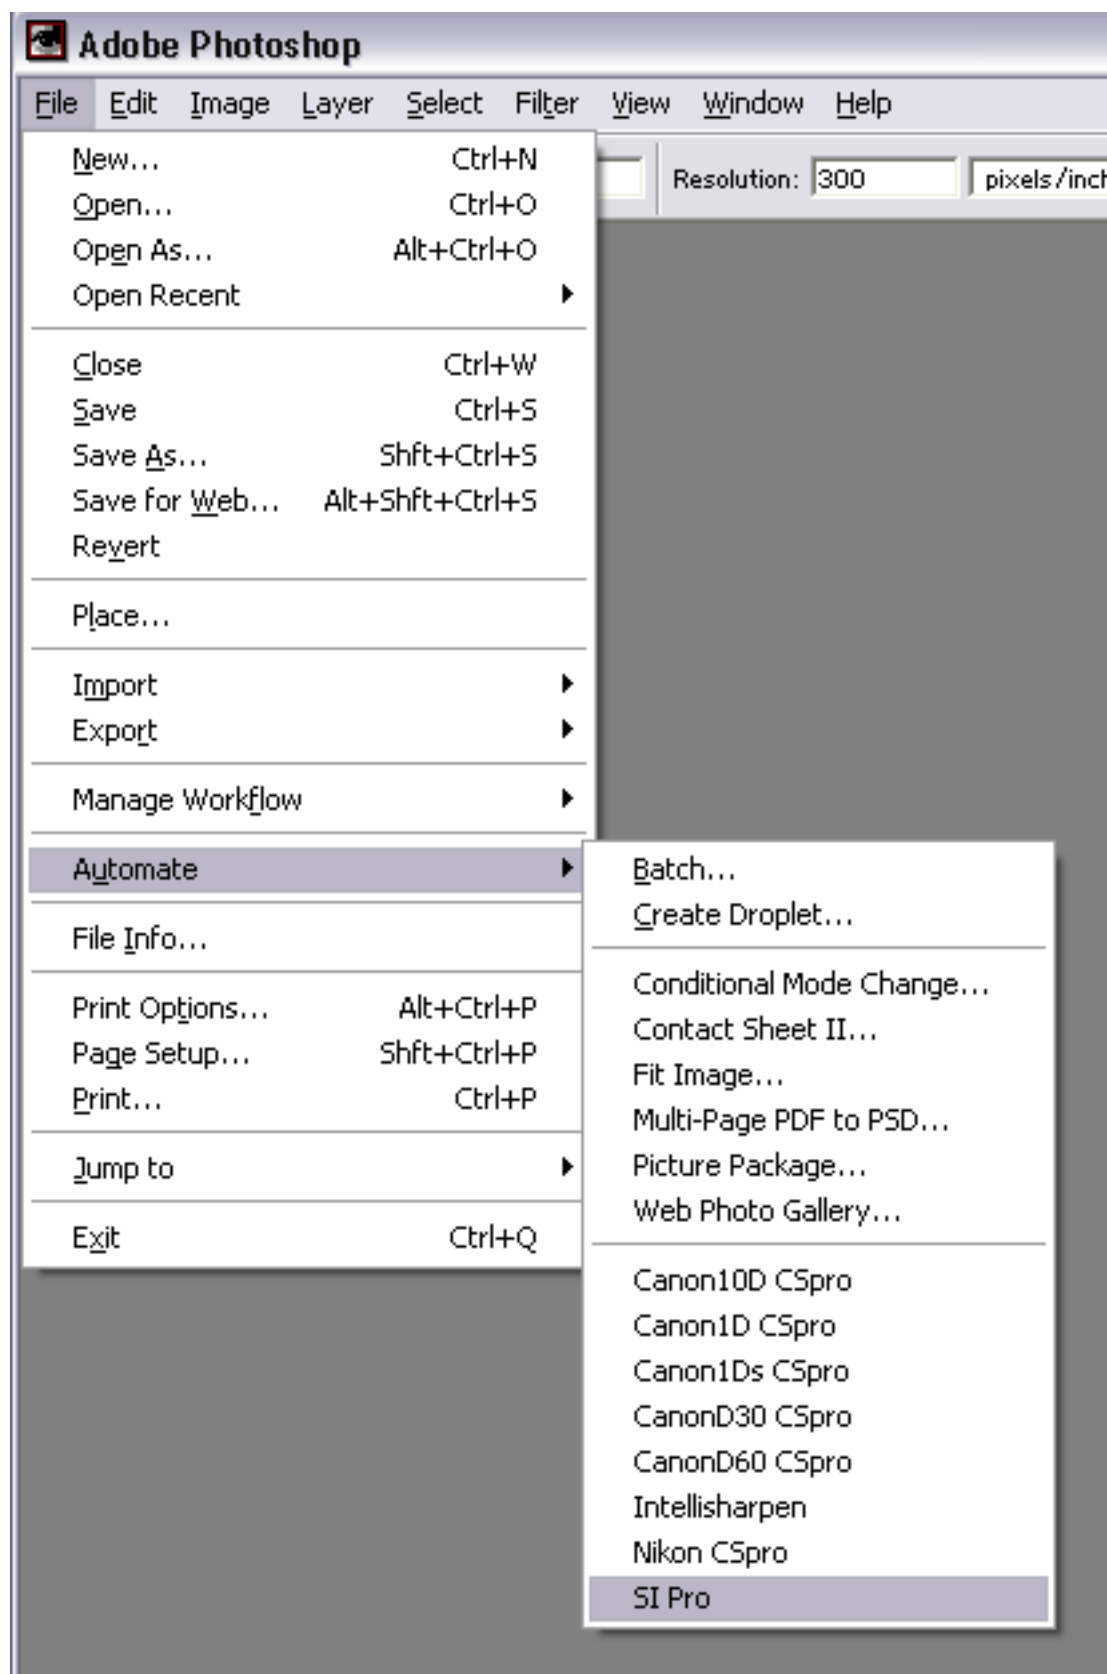 Adobe Photoshop
File Edit Image Layer Select Filter View Window Help
Resolution: 300 pixels/inch
New... Ctrl+N
Open... Ctrl+O
Open As... Alt+Ctrl+O
Open Recent
Close Ctrl+W
Save Ctrl+S
Save As... Shft+Ctrl+S
Save for Web... Alt+Shft+Ctrl+S
Revert
Place...
Import
Export
Manage Workflow
Automate
File Info...
Print Options... Alt+Ctrl+P
Page Setup... Shft+Ctrl+P
Print... Ctrl+P
Jump to
Exit Ctrl+Q
Batch...
Create Droplet...
Conditional Mode Change...
Contact Sheet II...
Fit Image...
Multi-Page PDF to PSD...
Picture Package...
Web Photo Gallery...
Canon10D CSpro
Canon1D CSpro
Canon1Ds CSpro
CanonD30 CSpro
CanonD60 CSpro
Intellisharpen
Nikon CSpro
SI Pro